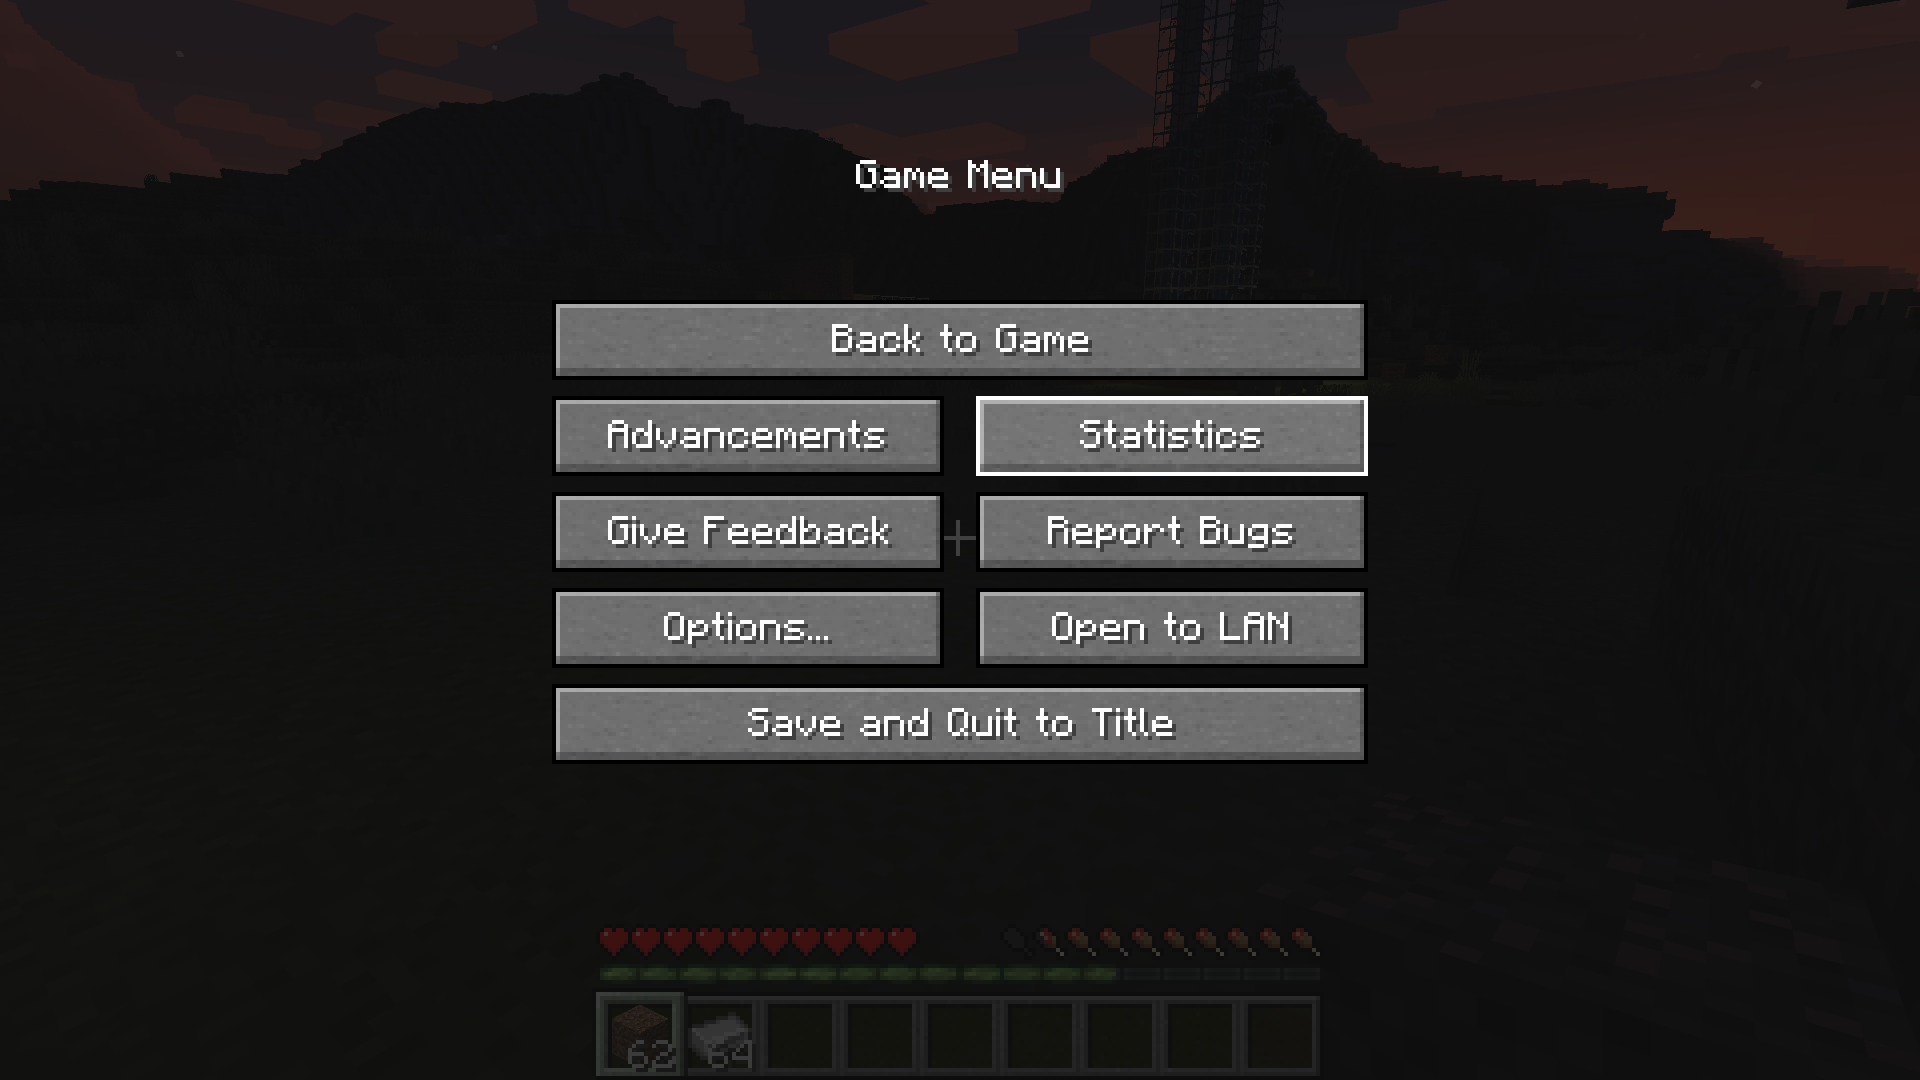 Game Menu
Back to Game
Advancements
Statistics
Give Feedback
Report Bugs
Options...
Open to LAN
Save and Quit to Title
62
64